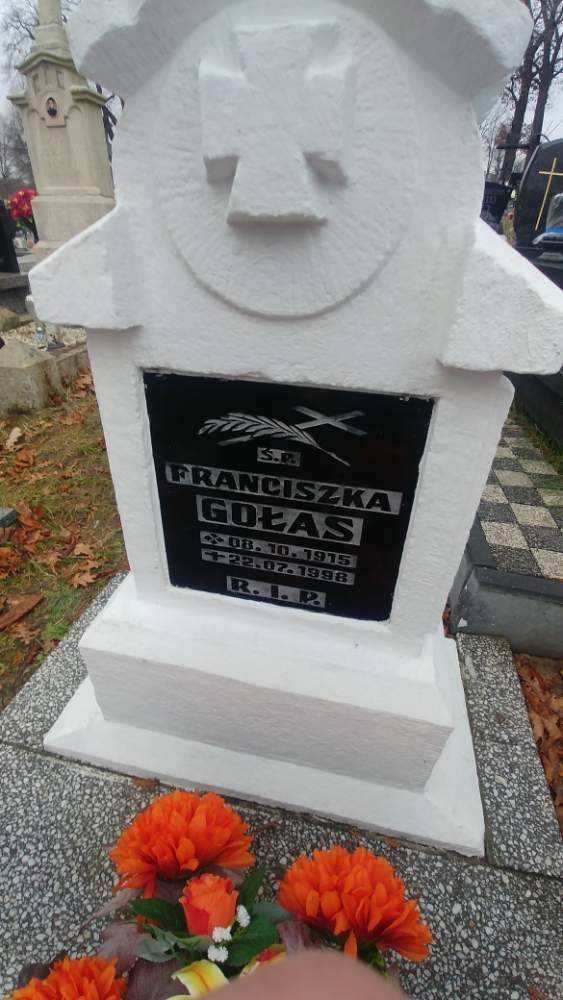 Ś.P.
FRANCISZKA
GOŁAS
08.10.1915
22.07.1998
R.I.P.